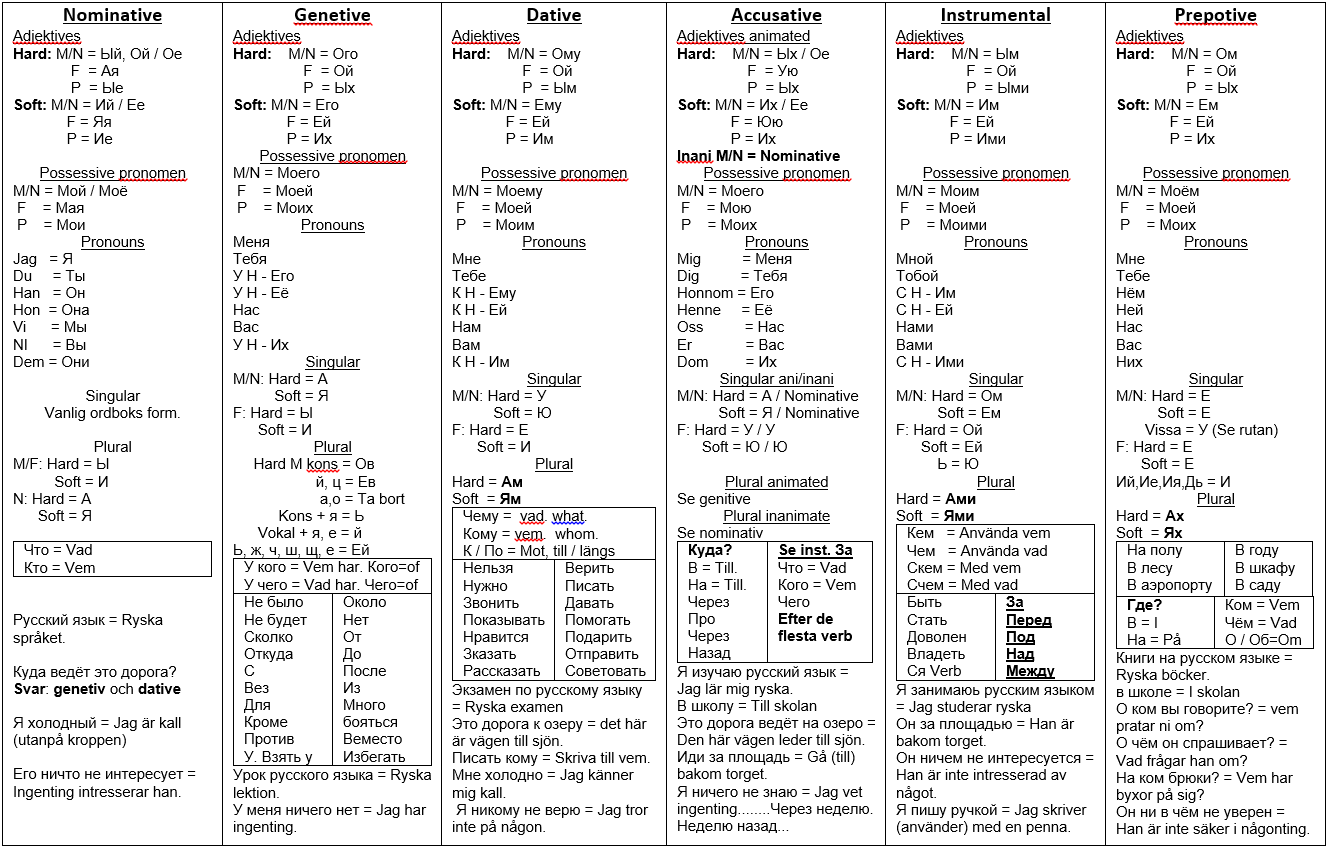 Nominative
Adjektives
Hard: M/N = Ый, Ой / Ое
F = Ая
P = Ые
Soft: M/N = Ий / Ее
F = Яя
P = Ие
Possessive pronomen
M/N = Мой / Моё
F = Мая
P = Мои
Pronouns
Jag = Я
Du = Ты
Han = Он
Hon = Она
Vi = Мы
NI = Вы
Dem = Они
Singular
Vanlig ordboks form.
Plural
M/F: Hard = Ы
Soft = И
N: Hard = А
Soft = Я
Что = Vad
Кто = Vem
Русский язык = Ryska
språket.
Куда ведёт это дорога?
Svar: genetiv och dative
Я холодный = Jag är kall
(utanpå kroppen)
Его ничто не интересует =
Ingenting intresserar han.
Genetive
Adjektives
Hard: M/N = Ого
F = Ой
P = Ых
Soft: M/N = Его
F = Ей
P = Их
Possessive pronomen
M/N = Моего
F = Моей
P = Моих
Pronouns
Меня
Тебя
У Н - Его
У Н - Её
Нас
Вас
У Н - Их
Singular
M/N: Hard = А
Soft = Я
F: Hard = Ы
Soft = И
Plural
Hard M kons = Ов
й, ц = Ев
а,о = Ta bort
Kons + я = Ь
Vokal + я, е = й
Ь, ж, ч, ш, щ, е = Ей
У кого = Vem har. Кого=of
У чего = Vad har. Чего=of
Не было Около
Не будет Нет
Сколко От
Откуда До
С После
Вез Из
Для Много
Кроме бояться
Против Веместо
У. Взять у Избегать
Урок русского языка = Ryska
lektion.
У меня ничего нет = Jag har
ingenting.
Dative
Adjektives
Hard: M/N = Ому
F = Ой
P = Ым
Soft: M/N = Ему
F = Ей
P = Им
Possessive pronomen
M/N = Моему
F = Моей
P = Моим
Pronouns
Мне
Тебе
К Н - Ему
К Н - Ей
Нам
Вам
К Н - Им
Singular
M/N: Hard = У
Soft = Ю
F: Hard = Е
Soft = И
Plural
Hard = Ам
Soft = Ям
Чему = vad. what.
Кому = vem. whom.
К / По = Mot, till / längs
Нельзя Верить
Нужно Писать
Звонить Давать
Показывать Помогать
Нравится Подарить
Зказать Отправить
Рассказать Советовать
Экзамен по русскому языку
= Ryska examen
Это дорога к озеру = det här
är vägen till sjön.
Писать кому = Skriva till vem.
Мне холодно = Jag känner
mig kall.
Я никому не верю = Jag tror
inte på någon.
Accusative
Adjektives animated
Hard: M/N = Ых / Ое
F = Ую
P = Ых
Soft: M/N = Их / Ее
F = Юю
P = Их
Inani M/N = Nominative
Possessive pronomen
M/N = Моего
F = Мою
P = Моих
Pronouns
Mig = Меня
Dig = Тебя
Honnom = Его
Henne = Её
Oss = Нас
Er = Вас
Dom = Их
Singular ani/inani
M/N: Hard = А / Nominative
Soft = Я / Nominative
F: Hard = У / У
Soft = Ю / Ю
Plural animated
Se genitive
Plural inanimate
Se nominativ
Куда? Se inst. За
В = Till. Что = Vad
На = Till. Кого = Vem
Через Чего
Про Efter de
Через flesta verb
Назад
Я изучаю русский язык =
Jag lär mig ryska.
В школу = Till skolan
Это дорога ведёт на озеро =
Den här vägen leder till sjön.
Иди за площадь = Gå (till)
bakom torget.
Я ничего не знаю = Jag vet
ingenting........Через неделю.
Неделю назад...
Instrumental
Adjektives
Hard: M/N = Ым
F = Ой
P = Ыми
Soft: M/N = Им
F = Ей
P = Ими
Possessive pronomen
M/N = Моим
F = Моей
P = Моими
Pronouns
Мной
Тобой
С Н - Им
С Н - Ей
Нами
Вами
С Н - Ими
Singular
M/N: Hard = Ом
Soft = Ем
F: Hard = Ой
Soft = Ей
Ь = Ю
Plural
Hard = Ами
Soft = Ями
Кем = Använda vem
Чем = Använda vad
Скем = Med vem
Счем = Med vad
Быть За
Стать Перед
Доволен Под
Владеть Над
Ся Verb Между
Я занимаюь русским языком
= Jag studerar ryska
Он за площадью = Han är
bakom torget.
Он ничем не интересуется =
Han är inte intresserad av
något.
Я пишу ручкой = Jag skriver
(använder) med en penna.
Prepotive
Adjektives
Hard: M/N = Ом
F = Ой
P = Ых
Soft: M/N = Ем
F = Ей
P = Их
Possessive pronomen
M/N = Моём
F = Моей
P = Моих
Pronouns
Мне
Тебе
Нём
Ней
Нас
Вас
Них
Singular
M/N: Hard = Е
Soft = Е
Vissa = У (Se rutan)
F: Hard = Е
Soft = Е
Ий,Ие,Ия,Дь = И
Plural
Hard = Ах
Soft = Ях
На полу В году
В лесу В шкафу
В аэропорту В саду
Где? Ком = Vem
В = I Чём = Vad
На = På О / Об=Om
Книги на русском языке =
Ryska böcker.
в школе = I skolan
О ком вы говорите? = vem
pratar ni om?
О чём он спрашивает? =
Vad frågar han om?
На ком брюки? = Vem har
byxor på sig?
Он ни в чём не уверен =
Han är inte säker i någonting.